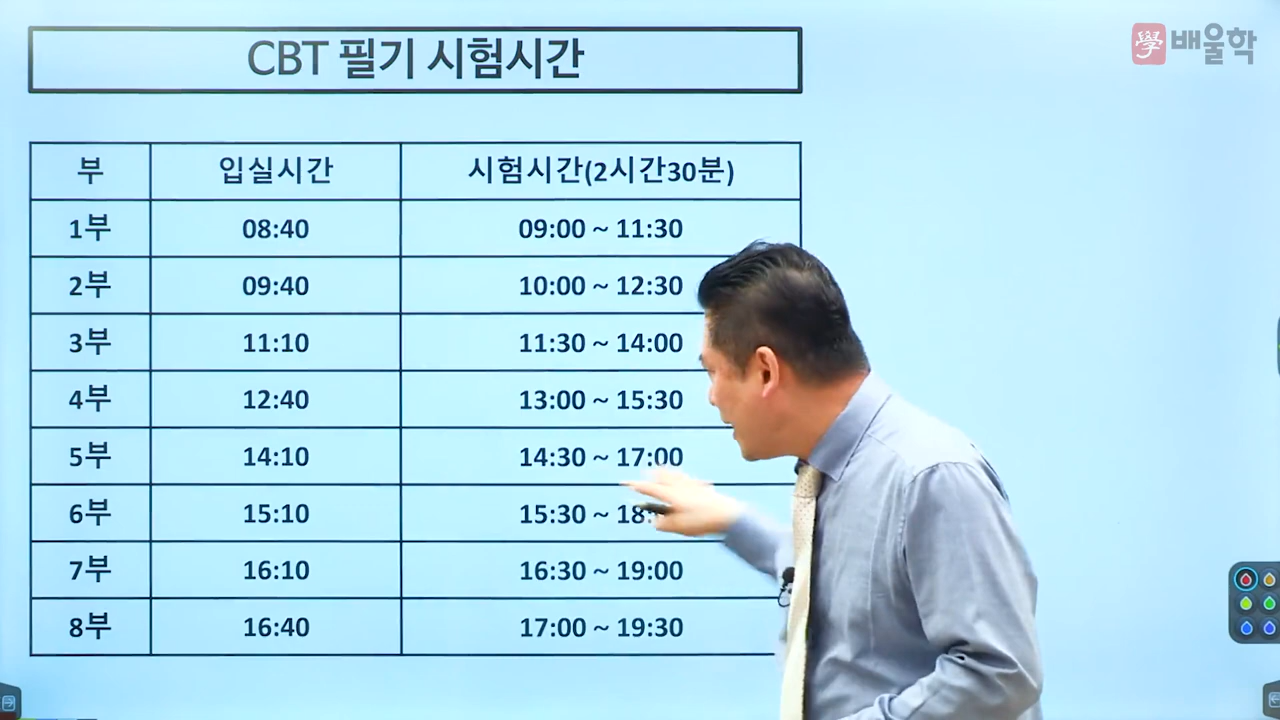 CBT 필기 시험시간
學 배울학
부 입실시간 시험시간(2시간30분)
1부 08:40 09:00 ~ 11:30
2부 09:40 10:00 ~ 12:30
3부 11:10 11:30 ~ 14:00
4부 12:40 13:00 ~ 15:30
5부 14:10 14:30 ~ 17:00
6부 15:10 15:30 ~ 18:
7부 16:10 16:30 ~ 19:00
8부 16:40 17:00 ~ 19:30